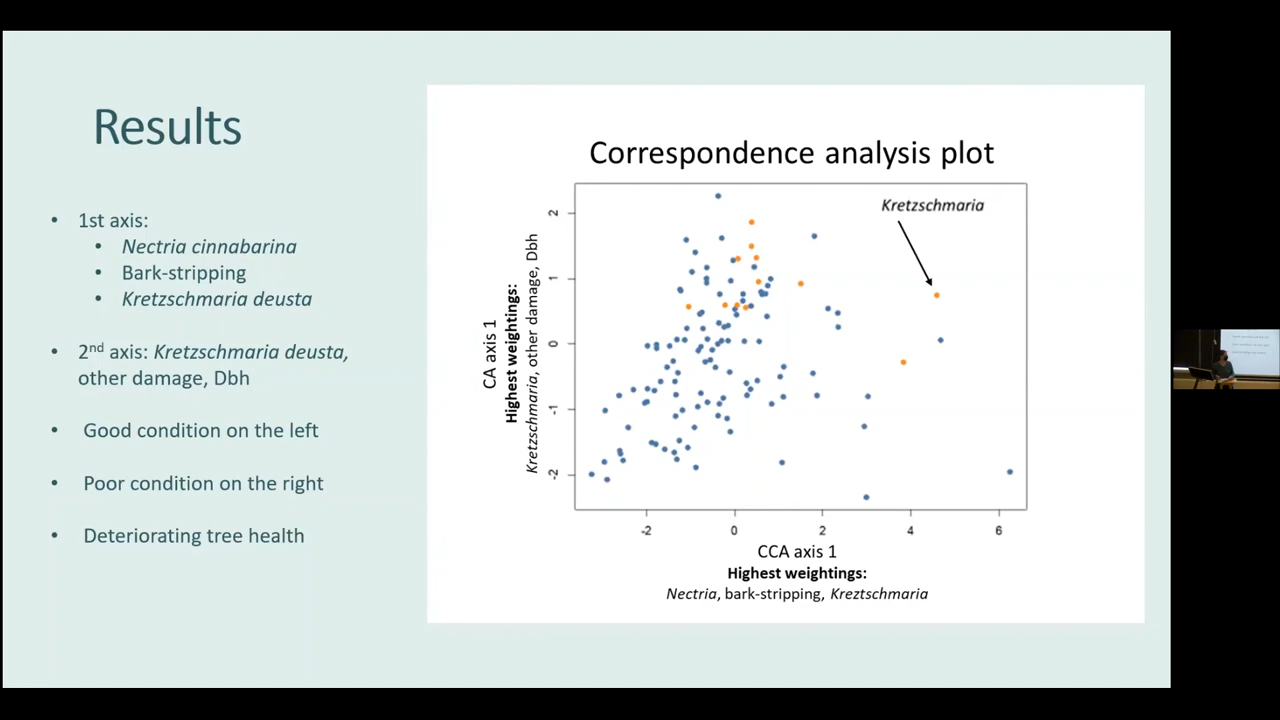 Results
• 1st axis:
• Nectria cinnabarina
• Bark-stripping
• Kretzschmaria deusta
• 2nd axis: Kretzschmaria deusta,
other damage, Dbh
• Good condition on the left
• Poor condition on the right
• Deteriorating tree health
Correspondence analysis plot
Kretzschmaria
CA axis 1
Highest weightings:
Kretzschmaria, other damage, Dbh
2
1
0
-1
-2
-2
0
2
4
6
CCA axis 1
Highest weightings:
Nectria, bark-stripping, Kreztschmaria